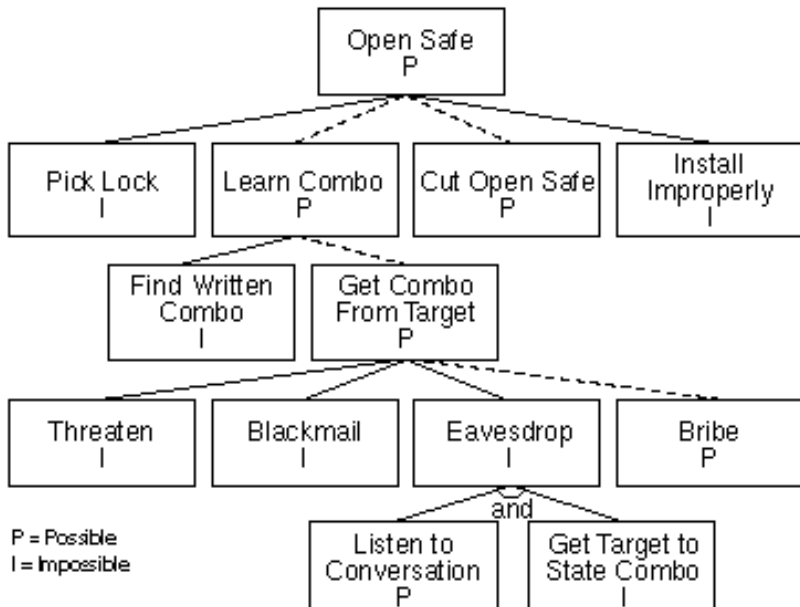 Open Safe
P
Pick Lock
I
Learn Combo
P
Cut Open Safe
P
Install
Improperly
I
Find Written
Combo
I
Get Combo
From Target
P
Threaten
I
Blackmail
I
Eavesdrop
I
Bribe
P
and
Listen to
Conversation
P
Get Target to
State Combo
I
P = Possible
I = Impossible